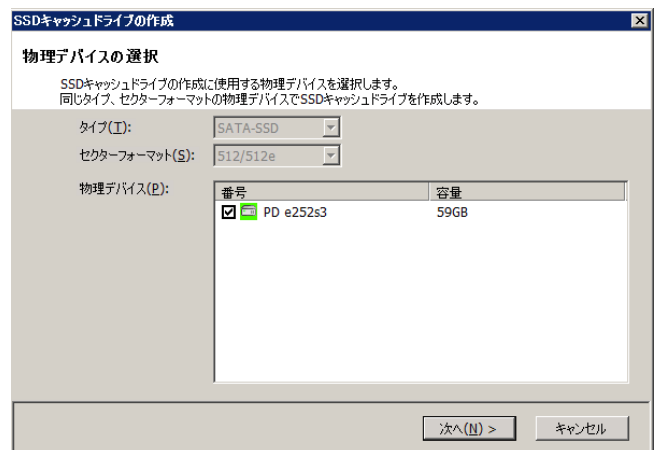 SSDキャッシュドライブの作成
物理デバイスの選択
SSDキャッシュドライブの作成に使用する物理デバイスを選択します。
同じタイプ、セクターフォーマットの物理デバイスでSSDキャッシュドライブを作成します。
タイプ(T): SATA-SSD
セクターフォーマット(S): 512/512e
物理デバイス(P): 番号 容量
PD e252s3 59GB
次へ(N) > キャンセル